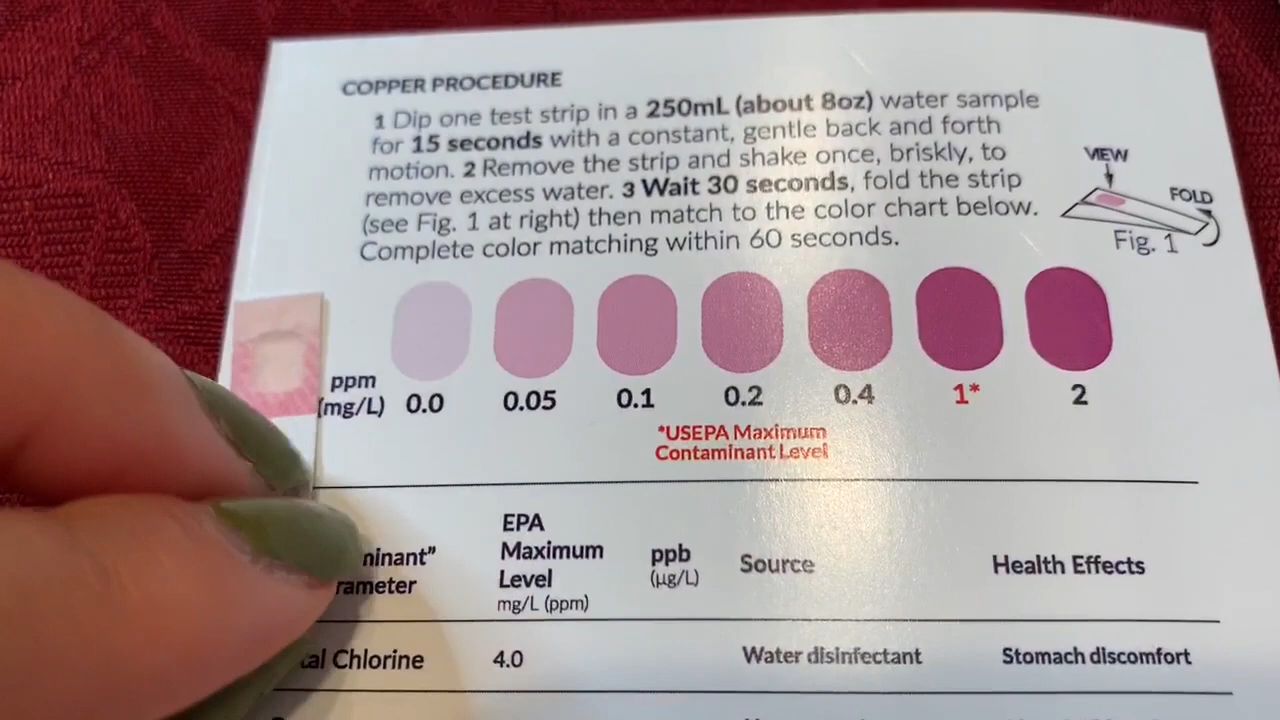 COPPER PROCEDURE
1 Dip one test strip in a 250mL (about 8oz) water sample
for 15 seconds with a constant, gentle back and forth
motion. 2 Remove the strip and shake once, briskly, to
remove excess water. 3 Wait 30 seconds, fold the strip
(see Fig. 1 at right) then match to the color chart below.
Complete color matching within 60 seconds.
VIEW
FOLD
Fig. 1
ppm
(mg/L) 0.0 0.05 0.1 0.2 0.4 1* 2
*USEPA Maximum
Contaminant Level
EPA
Maximum
Level
mg/L (ppm)
ninant"
rameter
ppb
(µg/L)
Source
Health Effects
al Chlorine 4.0 Water disinfectant Stomach discomfort